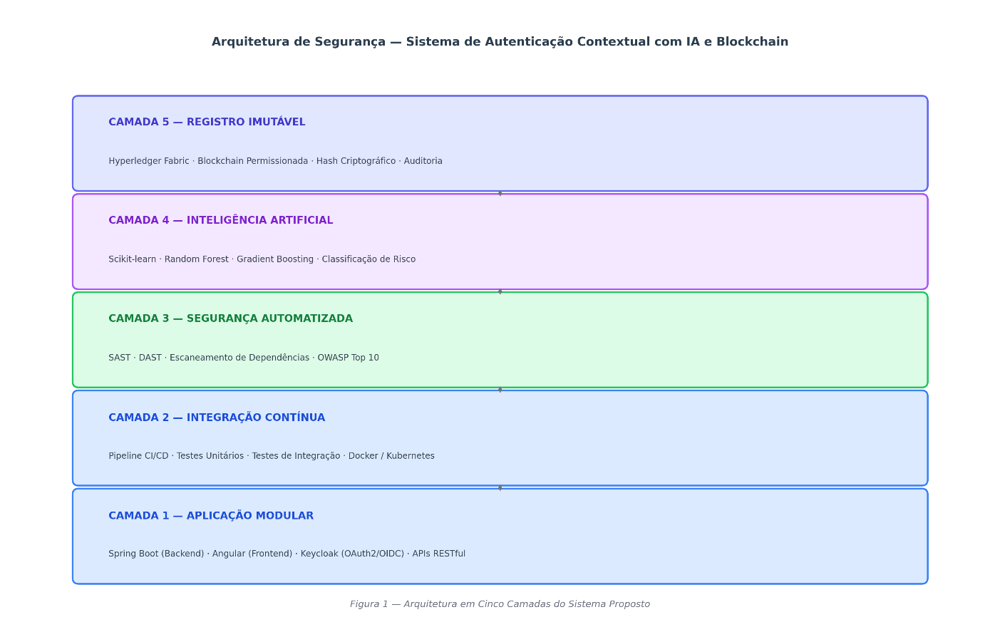 Arquitetura de Segurança — Sistema de Autenticação Contextual com IA e Blockchain
CAMADA 5 — REGISTRO IMUTÁVEL
Hyperledger Fabric · Blockchain Permissionada · Hash Criptográfico · Auditoria
CAMADA 4 — INTELIGÊNCIA ARTIFICIAL
Scikit-learn · Random Forest · Gradient Boosting · Classificação de Risco
CAMADA 3 — SEGURANÇA AUTOMATIZADA
SAST · DAST · Escaneamento de Dependências · OWASP Top 10
CAMADA 2 — INTEGRAÇÃO CONTÍNUA
Pipeline CI/CD · Testes Unitários · Testes de Integração · Docker / Kubernetes
CAMADA 1 — APLICAÇÃO MODULAR
Spring Boot (Backend) · Angular (Frontend) · Keycloak (OAuth2/OIDC) · APIs RESTful
Figura 1 — Arquitetura em Cinco Camadas do Sistema Proposto